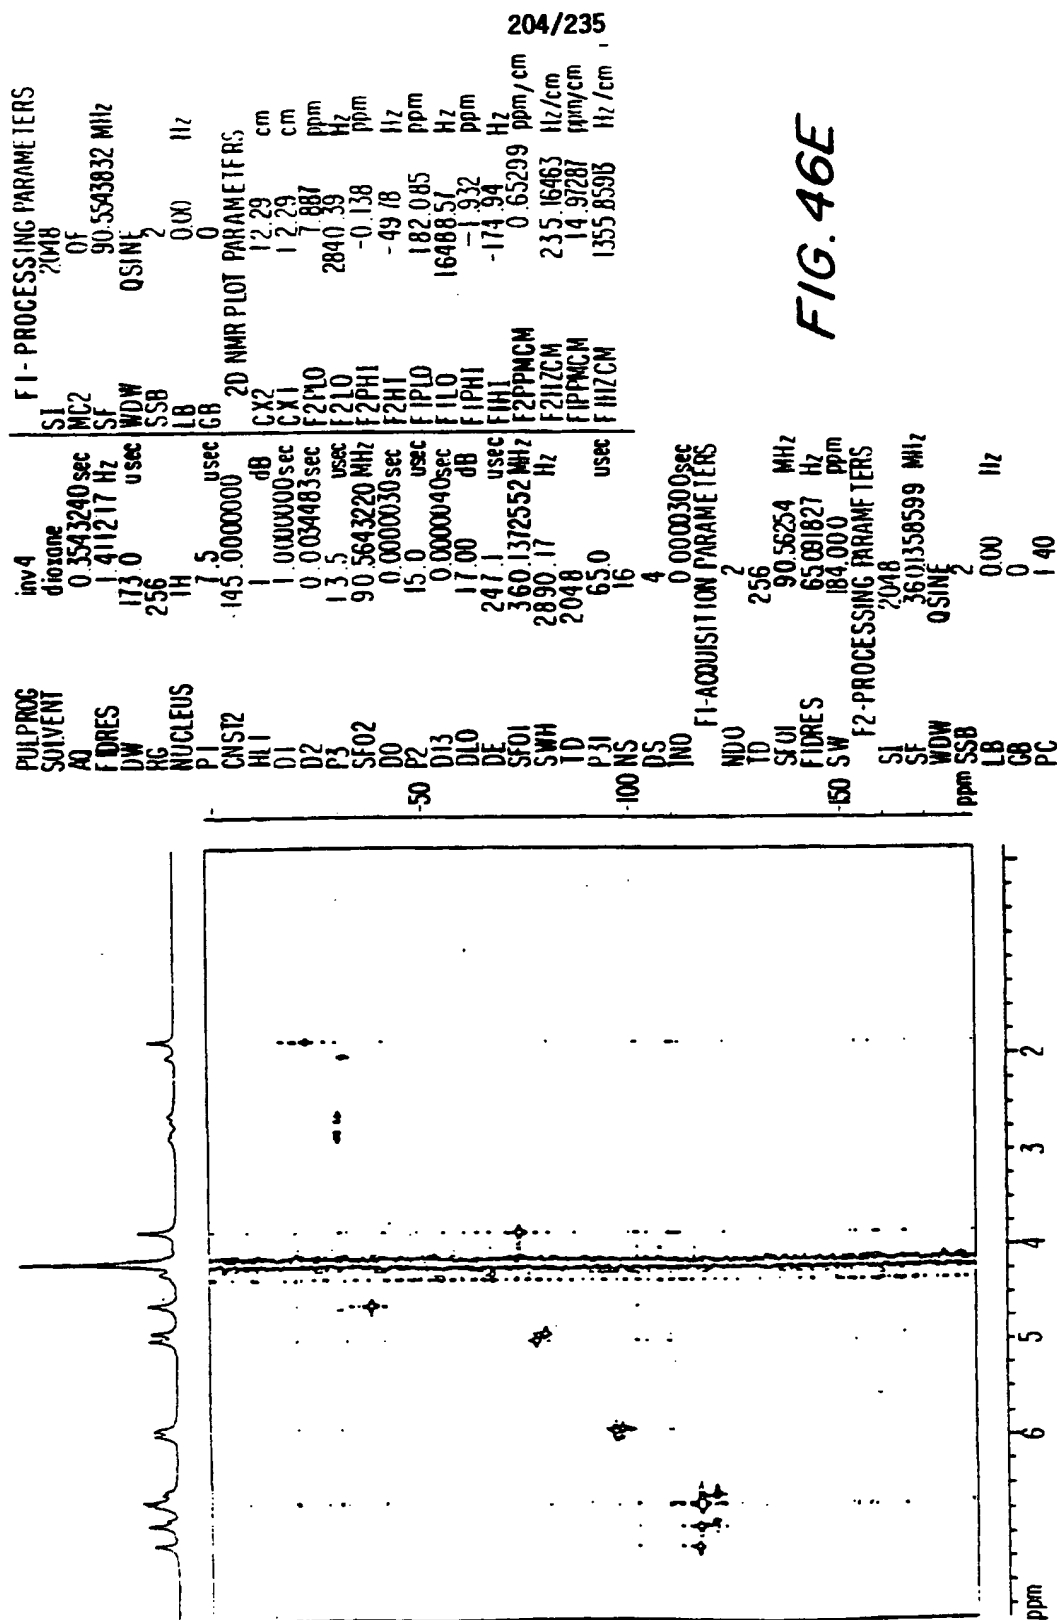 204/235
PULPROG inv4
SOLVENT dioxane
AQ 0.3543240 sec
FIDRES 1.411217 Hz
DW 173.0 usec
RG 256
NUCLEUS 1H
P1 7.5 usec
CNST2 145.0000000
HL1 1 dB
D1 1.0000000 sec
D2 0.0034483 sec
P3 13.5 usec
SFO2 90.5643220 MHz
D0 0.0000030 sec
P2 15.0 usec
D13 0.0000040 sec
DLO 17.00 dB
DE 247.1 usec
SFO1 360.1372552 MHz
SWH 2890.17 Hz
TD 2048
P31 65.0 usec
NS 16
DS 4
INO 0.0000300 sec
F1-ACQUISITION PARAMETERS
NDO 2
TD 256
SFO1 90.56254 MHz
FIDRES 65.091827 Hz
SW 184.000 ppm
F2-PROCESSING PARAMETERS
SI 2048
SF 360.1358599 MHz
WDW QSINE
SSB 2
LB 0.00 Hz
GB 0
PC 1.40
F1-PROCESSING PARAMETERS
SI 2048
MC2 QF
SF 90.5543832 MHz
WDW QSINE
SSB 2
LB 0.00 Hz
GB 0
2D NMR PLOT PARAMETERS
CX2 12.29 cm
CX1 12.29 cm
F2PLO 7.887 ppm
F2LO 2840.39 Hz
F2PHI -0.138 ppm
F2HI -49.78 Hz
F1PLO 182.085 ppm
F1LO 16488.57 Hz
F1PHI -1.932 ppm
F1HI -174.94 Hz
F2PPMCM 0.65299 ppm/cm
F2HZCM 235.16463 Hz/cm
F1PPMCM 14.97287 ppm/cm
F1HZCM 1355.8593 Hz/cm
-50
-100
-150
ppm
ppm 6 5 4 3 2
FIG. 46E